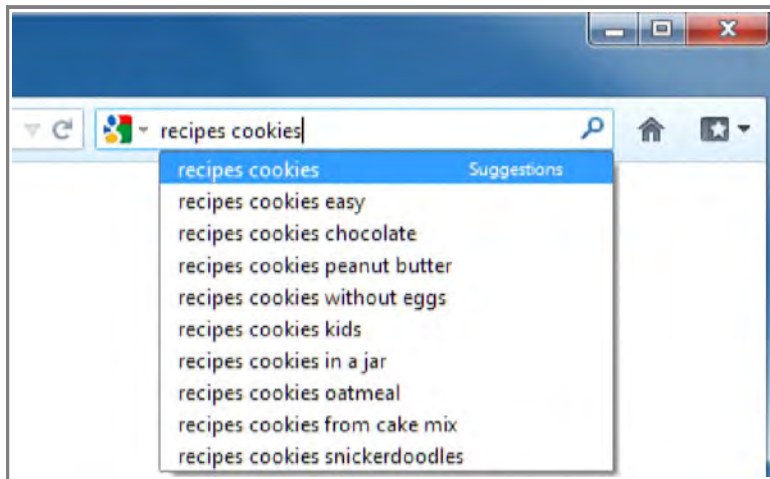 recipes cookies
recipes cookies Suggestions
recipes cookies easy
recipes cookies chocolate
recipes cookies peanut butter
recipes cookies without eggs
recipes cookies kids
recipes cookies in a jar
recipes cookies oatmeal
recipes cookies from cake mix
recipes cookies snickerdoodles